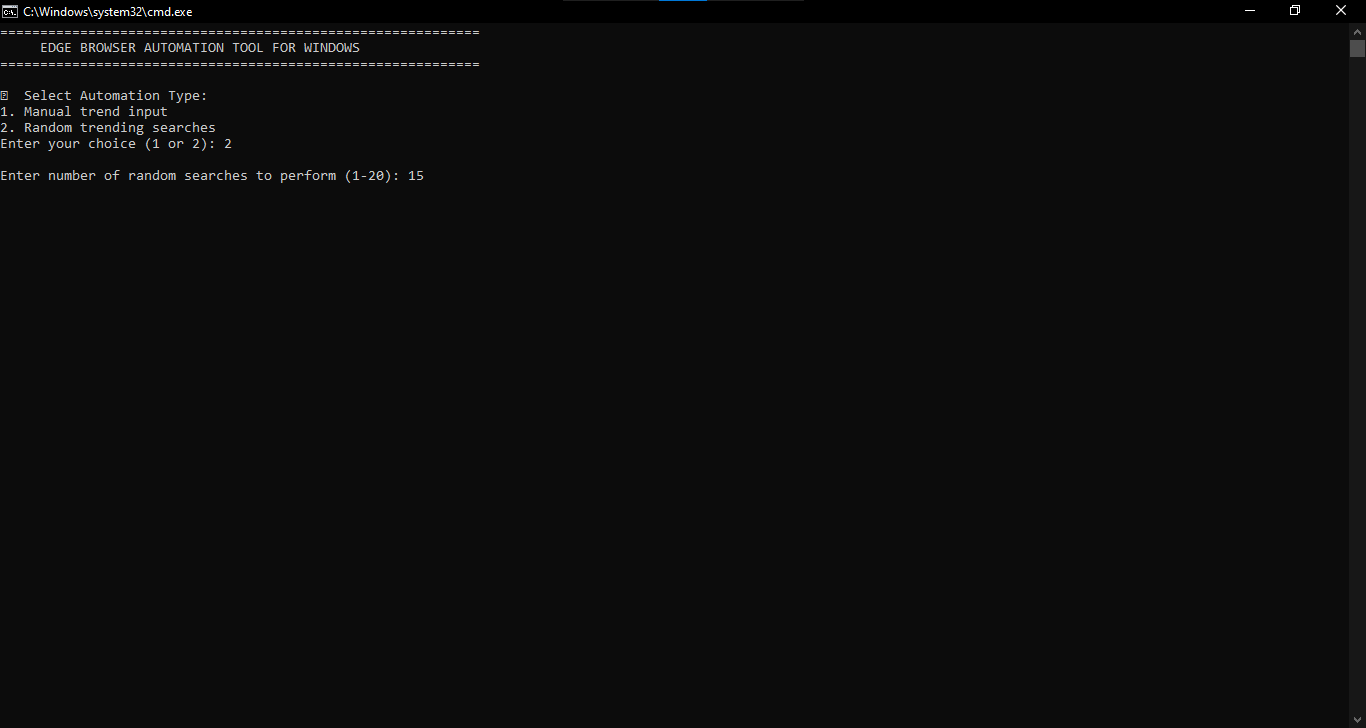 C:\Windows\system32\cmd.exe
============================================================
EDGE BROWSER AUTOMATION TOOL FOR WINDOWS
============================================================
Select Automation Type:
1. Manual trend input
2. Random trending searches
Enter your choice (1 or 2): 2
Enter number of random searches to perform (1-20): 15